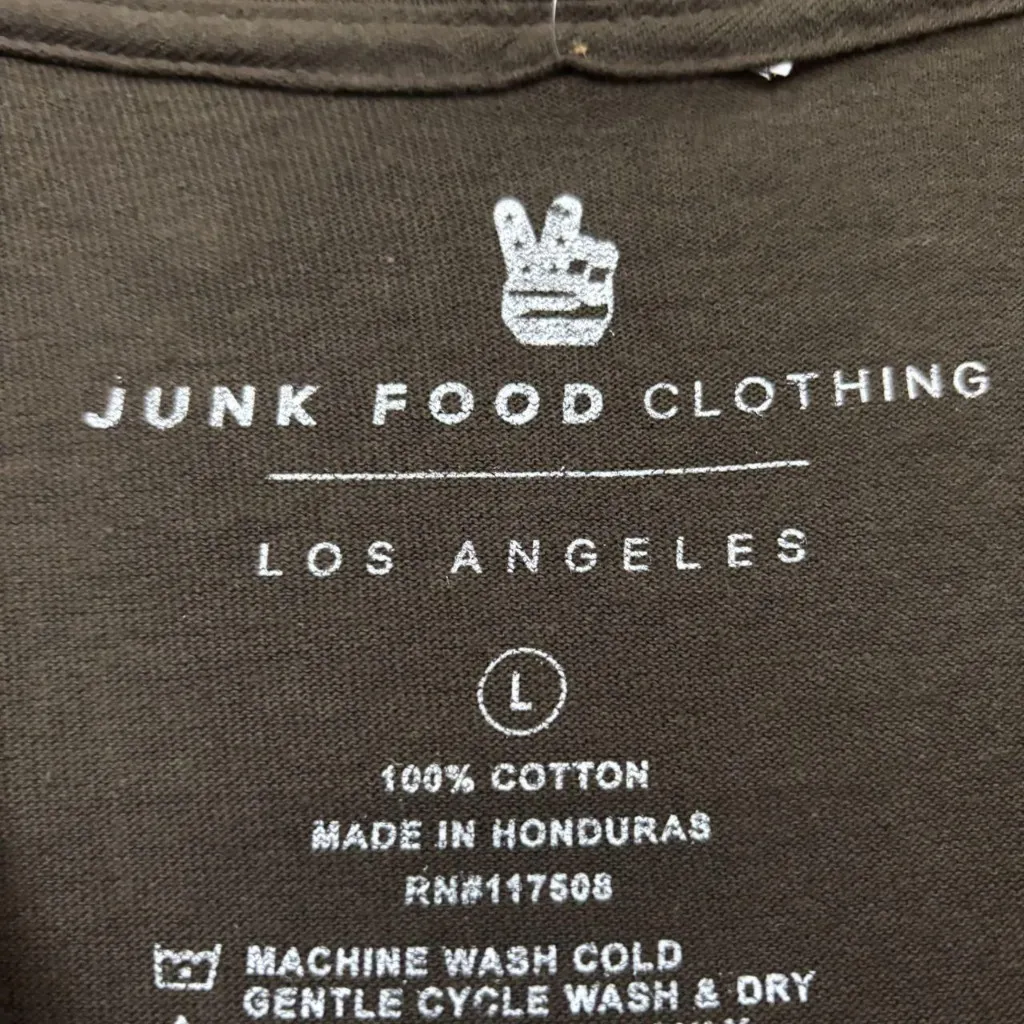 JUNK FOOD CLOTHING
LOS ANGELES
L
100% COTTON
MADE IN HONDURAS
RN#117508
MACHINE WASH COLD
GENTLE CYCLE WASH & DRY